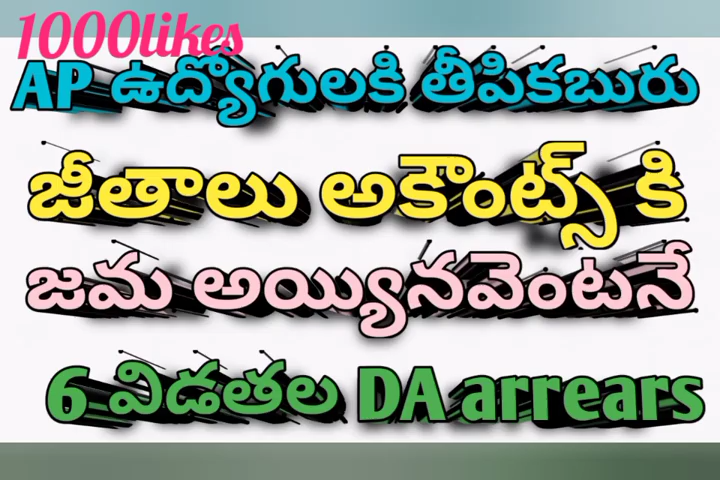 1000likes
AP ఉద్యోగులకి తీపికబురు
జీతాలు అకౌంట్స్ కి
జమ అయ్యినవెంటనే
6 విడతల DA arrears